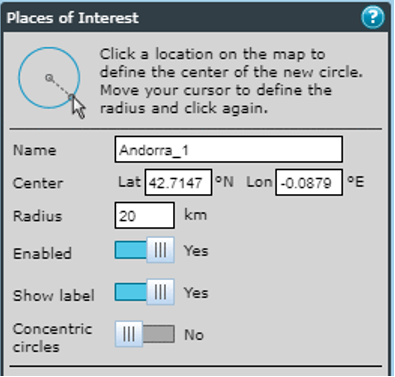 Places of Interest ?
Click a location on the map to
define the center of the new circle.
Move your cursor to define the
radius and click again.
Name Andorra_1
Center Lat 42.7147 °N Lon -0.0879 °E
Radius 20 km
Enabled Yes
Show label Yes
Concentric
circles No